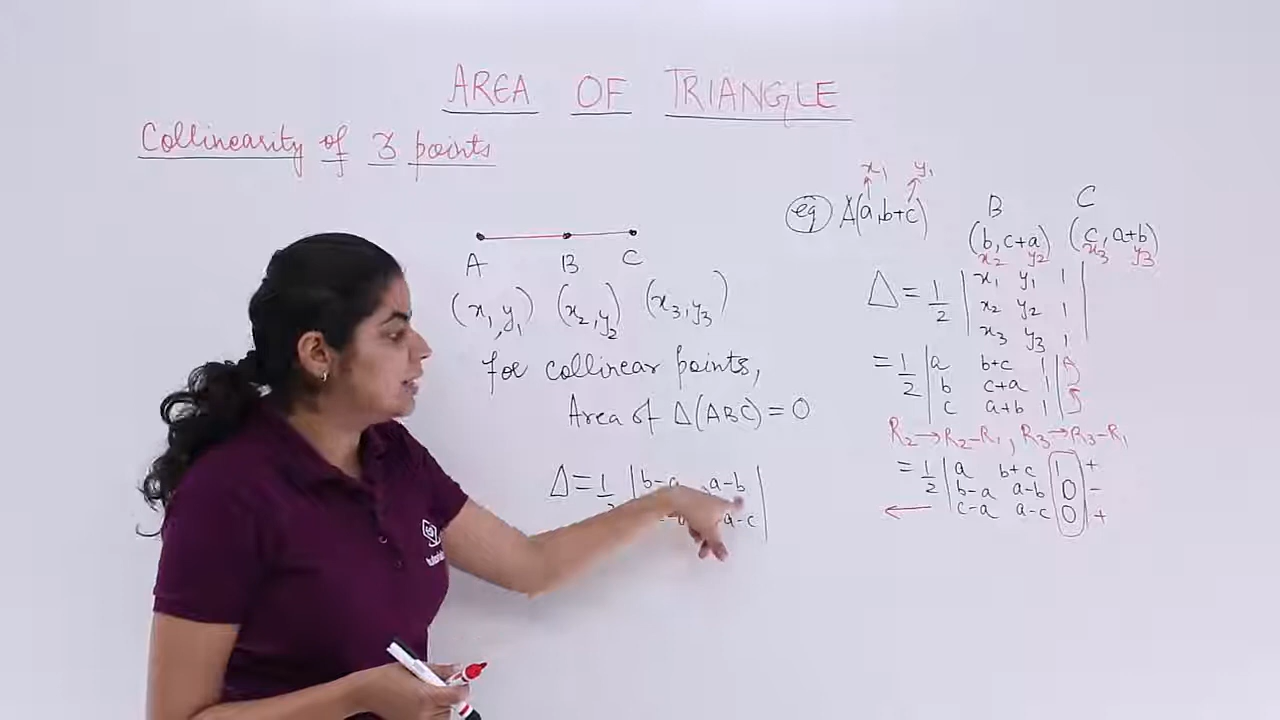 AREA OF TRIANGLE
Collinearity of 3 points
A B C
(x₁,y₁) (x₂,y₂) (x₃,y₃)
for collinear points,
Area of Δ(ABC) = 0
Δ = 1/2 | b-a a-b |
a-c |
x₁ y₁
eg A(a,b+c) B (b,c+a) C (c,a+b)
x₂ y₂ x₃ y₃
Δ = 1/2 | x₁ y₁ 1 |
| x₂ y₂ 1 |
| x₃ y₃ 1 |
= 1/2 | a b+c 1 |
| b c+a 1 |
| c a+b 1 |
R₂→R₂-R₁, R₃→R₃-R₁
= 1/2 | a b+c 1 | +
| b-a a-b 0 | -
| c-a a-c 0 | +